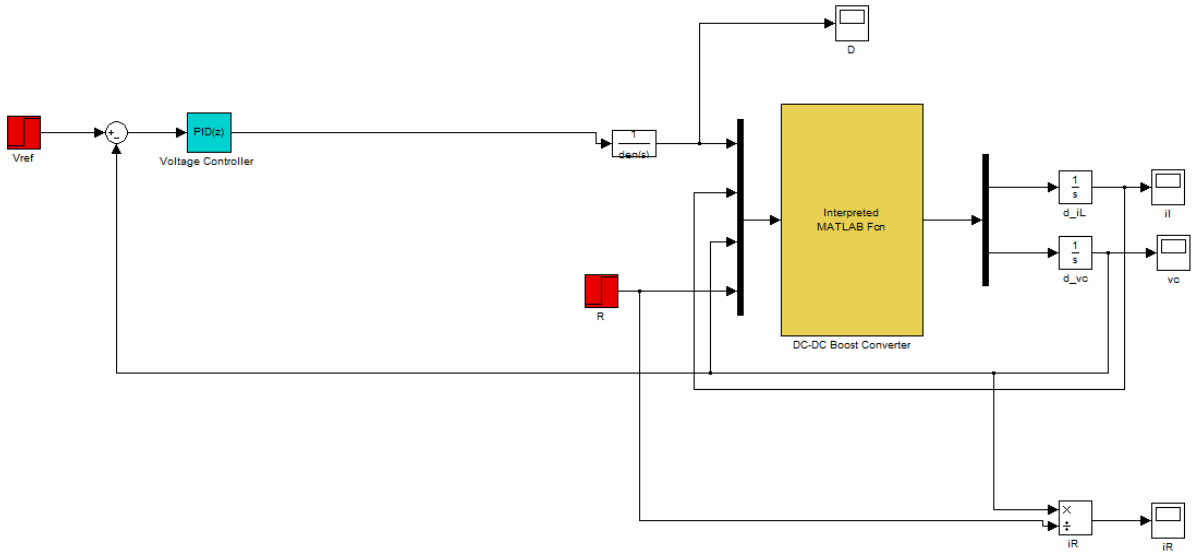 D
Vref
+
−
PID(z)
Voltage Controller
1
den(s)
Interpreted
MATLAB Fcn
DC-DC Boost Converter
R
1
s
d_iL
il
1
s
d_vc
vc
×
÷
iR
iR